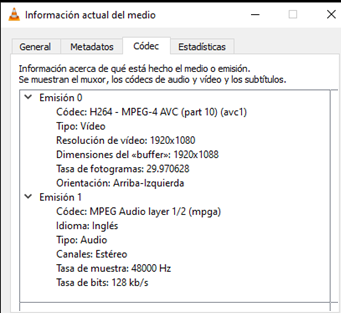 Información actual del medio
General
Metadatos
Códec
Estadísticas
Información acerca de qué está hecho el medio o emisión.
Se muestran el muxor, los códecs de audio y vídeo y los subtítulos.
Emisión 0
Códec: H264 - MPEG-4 AVC (part 10) (avc1)
Tipo: Vídeo
Resolución de vídeo: 1920x1080
Dimensiones del «buffer»: 1920x1088
Tasa de fotogramas: 29.970628
Orientación: Arriba-Izquierda
Emisión 1
Códec: MPEG Audio layer 1/2 (mpga)
Idioma: Inglés
Tipo: Audio
Canales: Estéreo
Tasa de muestra: 48000 Hz
Tasa de bits: 128 kb/s